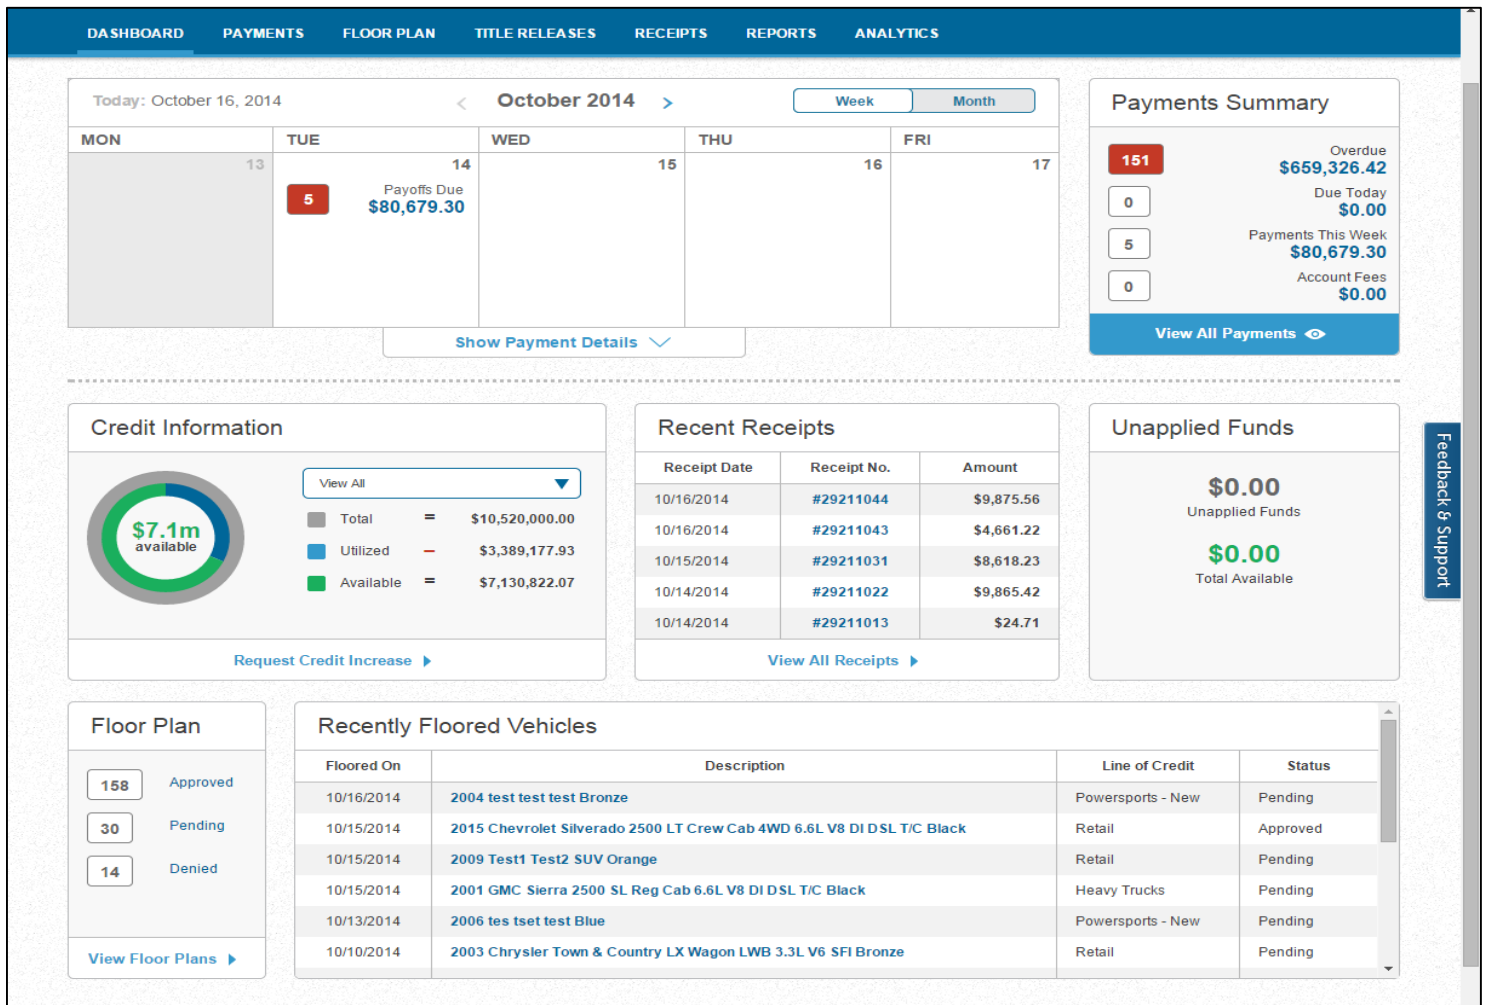 DASHBOARD PAYMENTS FLOOR PLAN TITLE RELEASES RECEIPTS REPORTS ANALYTICS
Today: October 16, 2014 < October 2014 > Week Month
MON TUE WED THU FRI
13 14 15 16 17
5 Payoffs Due
$80,679.30
Show Payment Details
Payments Summary
151 Overdue
$659,326.42
0 Due Today
$0.00
5 Payments This Week
$80,679.30
0 Account Fees
$0.00
View All Payments
Credit Information
$7.1m
available
View All
Total = $10,520,000.00
Utilized – $3,389,177.93
Available = $7,130,822.07
Request Credit Increase
Recent Receipts
Receipt Date Receipt No. Amount
10/16/2014 #29211044 $9,875.56
10/16/2014 #29211043 $4,661.22
10/15/2014 #29211031 $8,618.23
10/14/2014 #29211022 $9,865.42
10/14/2014 #29211013 $24.71
View All Receipts
Unapplied Funds
$0.00
Unapplied Funds
$0.00
Total Available
Feedback & Support
Floor Plan
158 Approved
30 Pending
14 Denied
View Floor Plans
Recently Floored Vehicles
Floored On Description Line of Credit Status
10/16/2014 2004 test test test Bronze Powersports - New Pending
10/15/2014 2015 Chevrolet Silverado 2500 LT Crew Cab 4WD 6.6L V8 DI DSL T/C Black Retail Approved
10/15/2014 2009 Test1 Test2 SUV Orange Retail Pending
10/15/2014 2001 GMC Sierra 2500 SL Reg Cab 6.6L V8 DI DSL T/C Black Heavy Trucks Pending
10/13/2014 2006 tes tset test Blue Powersports - New Pending
10/10/2014 2003 Chrysler Town & Country LX Wagon LWB 3.3L V6 SFI Bronze Retail Pending